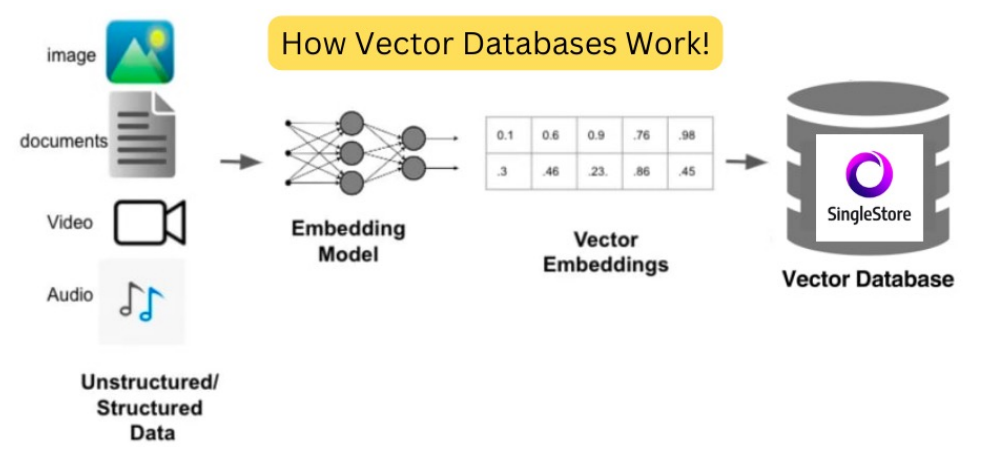 How Vector Databases Work!
image
documents
Video
Audio
Unstructured/
Structured
Data
Embedding
Model
0.1 0.6 0.9 .76 .98
.3 .46 .23. .86 .45
Vector
Embeddings
SingleStore
Vector Database